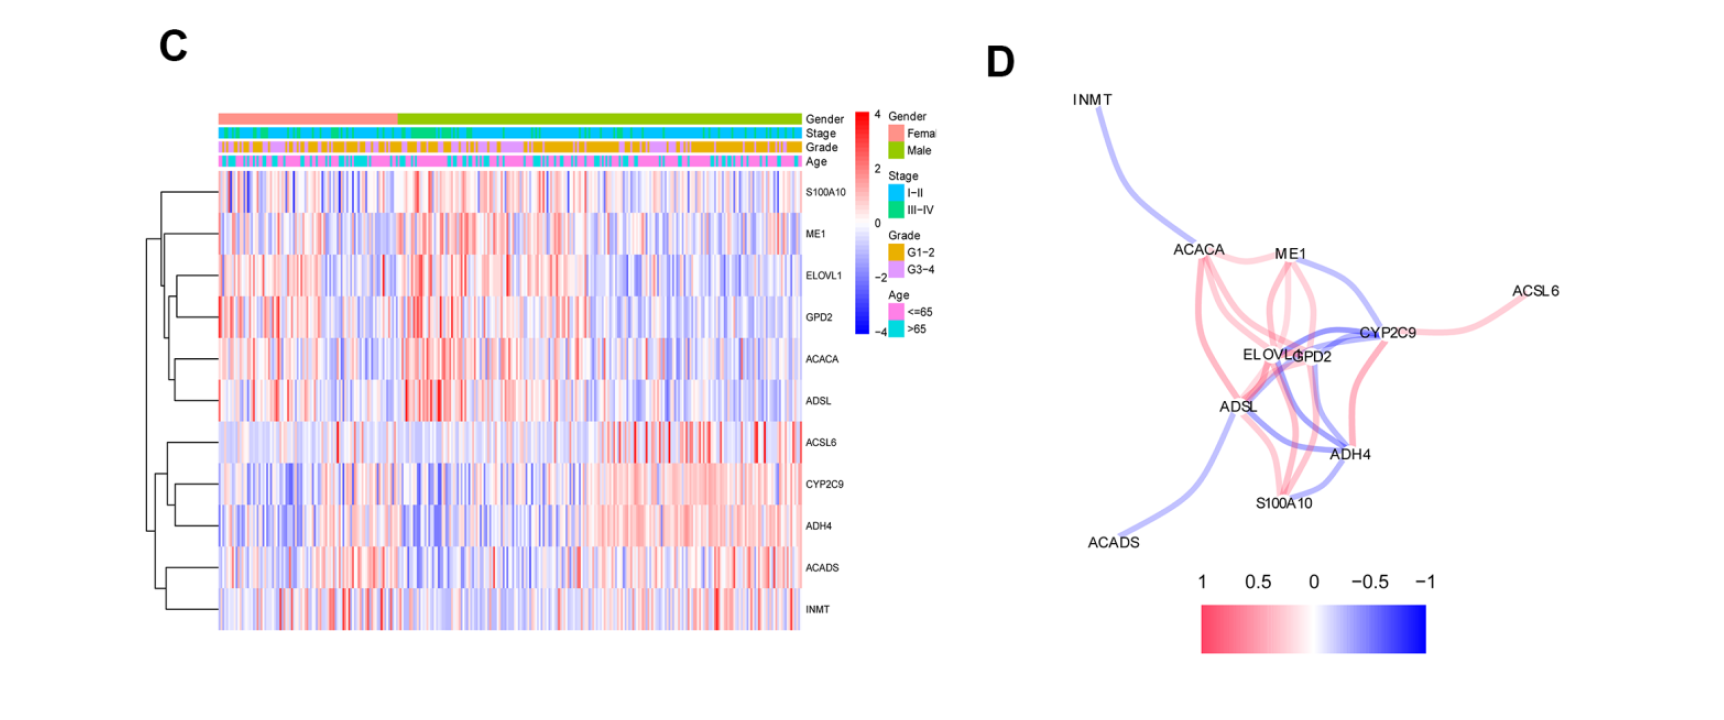 C
Gender
Stage
Grade
Age
S100A10
ME1
ELOVL1
GPD2
ACACA
ADSL
ACSL6
CYP2C9
ADH4
ACADS
INMT
4
2
0
−2
−4
Gender
Femal
Male
Stage
I−II
III−IV
Grade
G1−2
G3−4
Age
<=65
>65
D
INMT
ACACA
ME1
ACSL6
CYP2C9
ELOVL1
GPD2
ADSL
ADH4
S100A10
ACADS
1 0.5 0 −0.5 −1